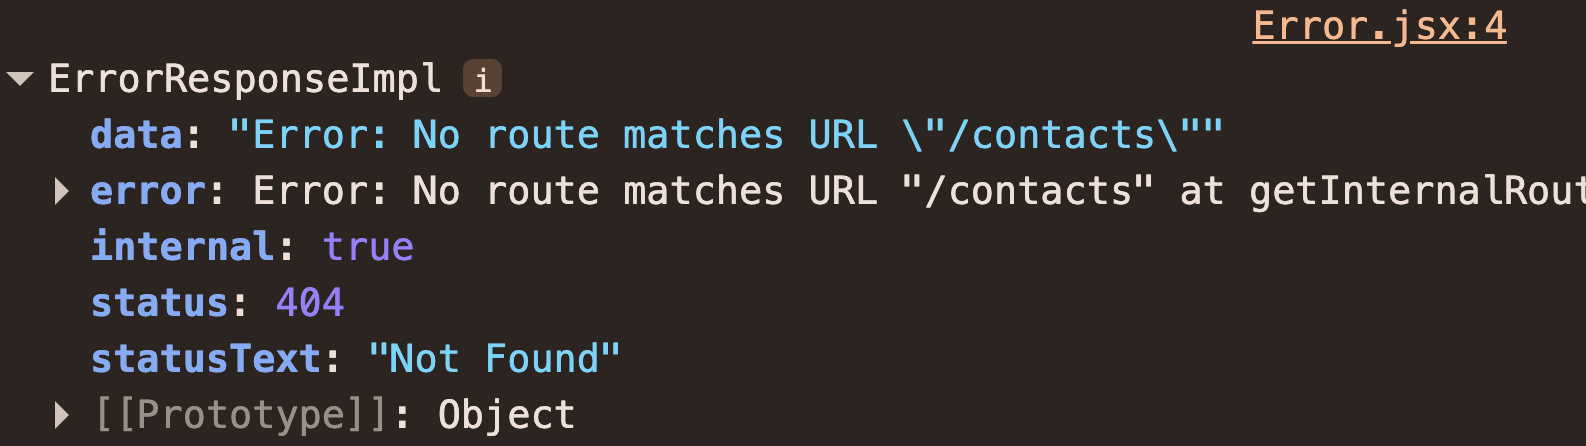 Error.jsx:4
ErrorResponseImpl i
data: "Error: No route matches URL \"/contacts\""
error: Error: No route matches URL "/contacts" at getInternalRout
internal: true
status: 404
statusText: "Not Found"
[[Prototype]]: Object